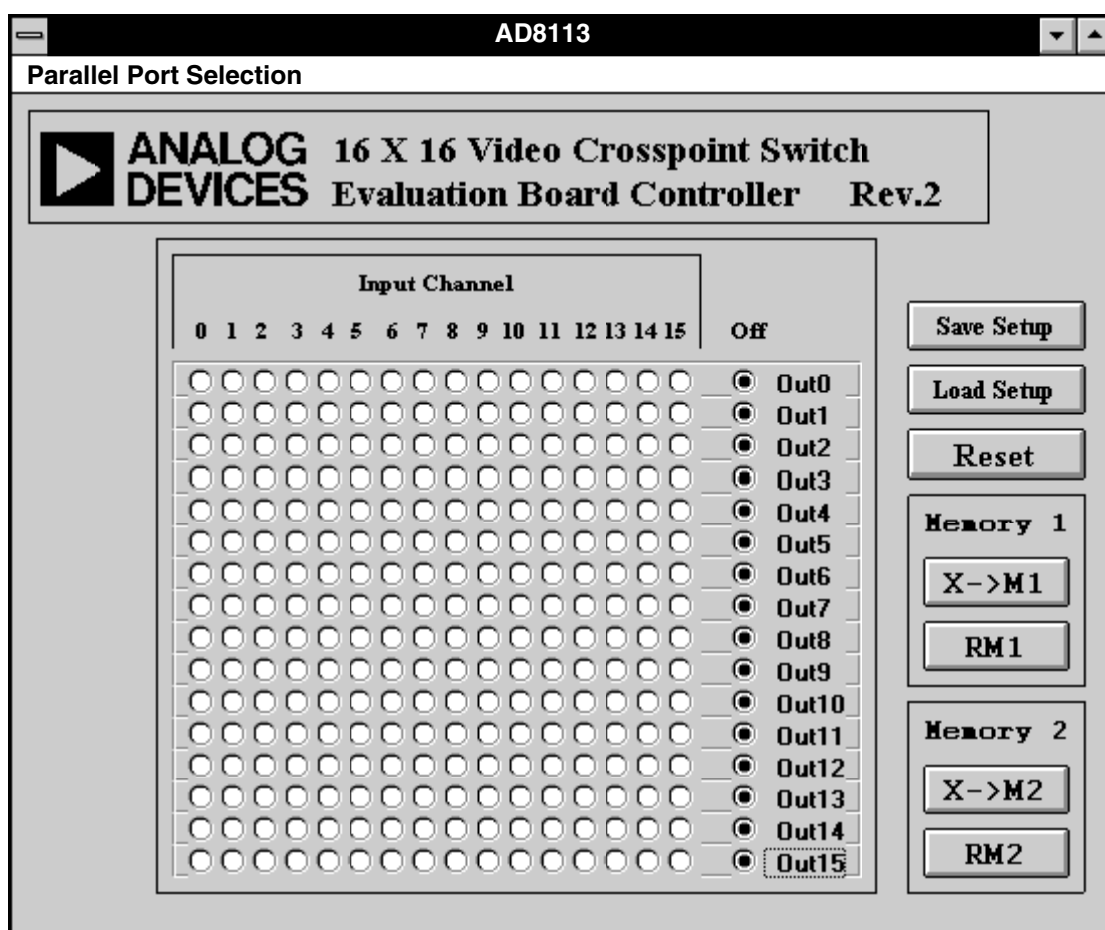 AD8113
Parallel Port Selection
ANALOG DEVICES
16 X 16 Video Crosspoint Switch
Evaluation Board Controller Rev.2
Input Channel
0 1 2 3 4 5 6 7 8 9 10 11 12 13 14 15 Off
Out0
Out1
Out2
Out3
Out4
Out5
Out6
Out7
Out8
Out9
Out10
Out11
Out12
Out13
Out14
Out15
Save Setup
Load Setup
Reset
Memory 1
X->M1
RM1
Memory 2
X->M2
RM2